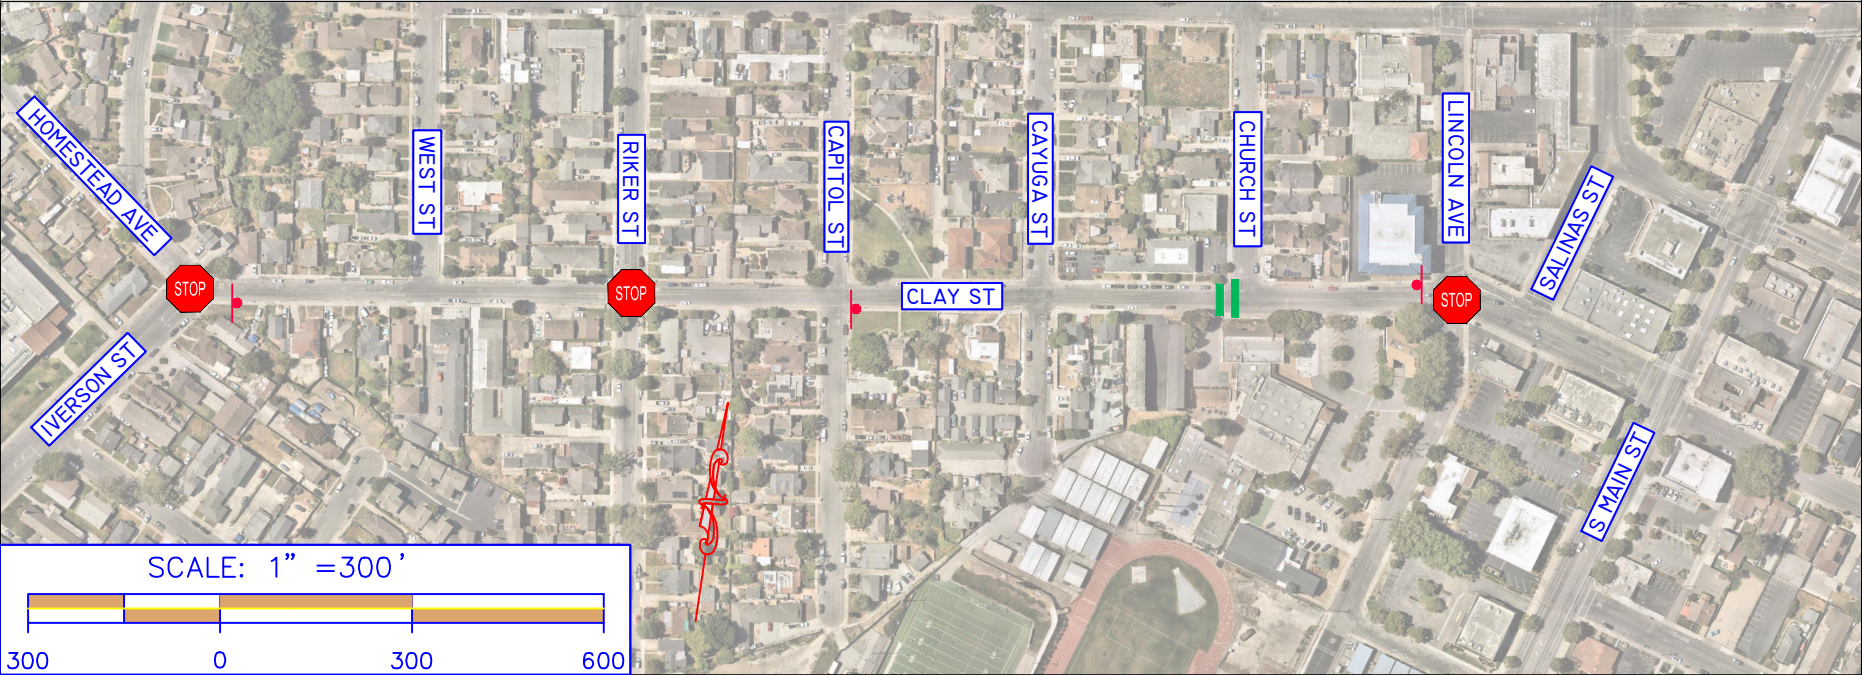 HOMESTEAD AVE
WEST ST
RIKER ST
CAPITOL ST
CAYUGA ST
CHURCH ST
LINCOLN AVE
SALINAS ST
STOP
STOP
CLAY ST
STOP
IVERSON ST
S MAIN ST
SCALE: 1" =300'
300 0 300 600